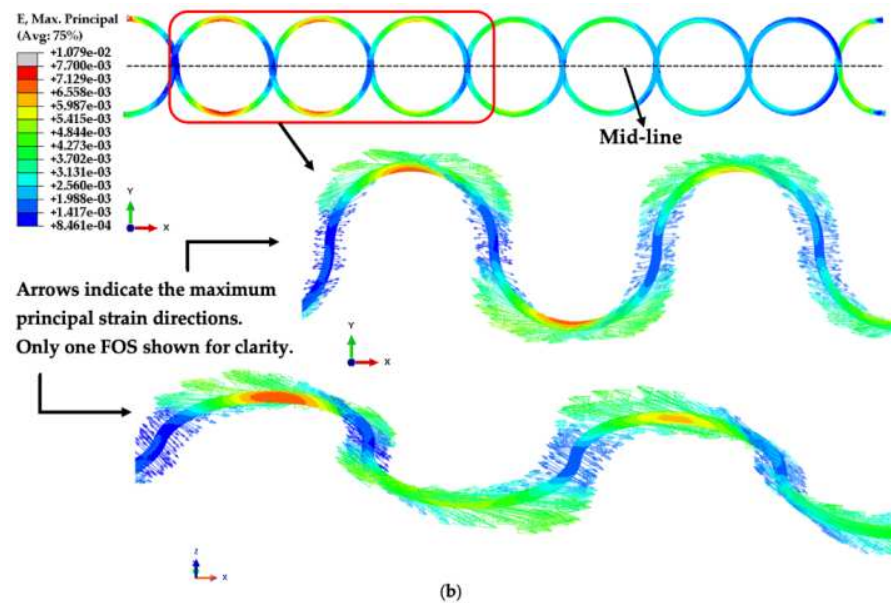 E, Max. Principal
(Avg: 75%)
+1.079e-02
+7.700e-03
+7.129e-03
+6.558e-03
+5.987e-03
+5.415e-03
+4.844e-03
+4.273e-03
+3.702e-03
+3.131e-03
+2.560e-03
+1.988e-03
+1.417e-03
+8.461e-04
Mid-line
Y
X
Arrows indicate the maximum
principal strain directions.
Only one FOS shown for clarity.
Y
X
Z
X
(b)